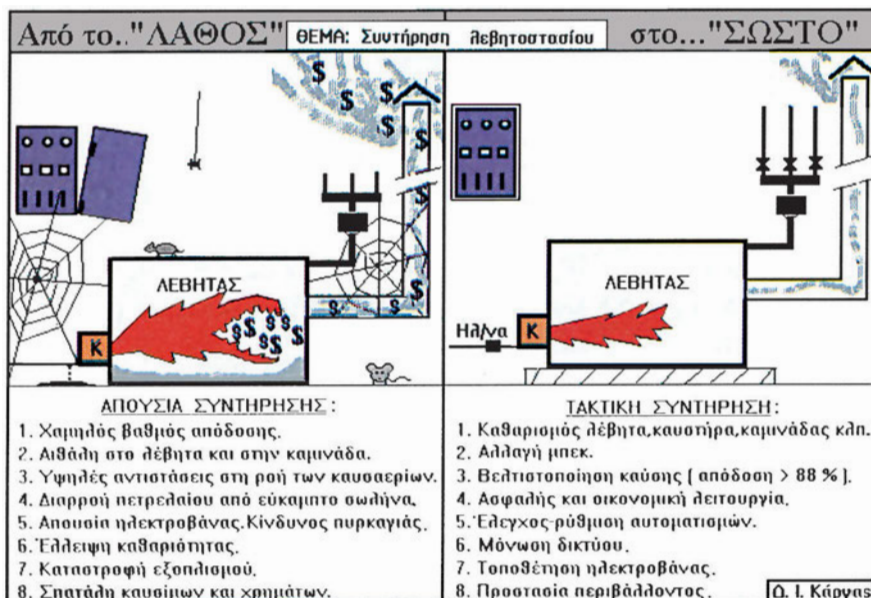 Από το.."ΛΑΘΟΣ"
ΘΕΜΑ: Συντήρηση λεβητοστασίου
στο..."ΣΩΣΤΟ"
$
$
$
$
$
ΛΕΒΗΤΑΣ
$ $ $ $ $ $ $ $
K
$
ΑΠΟΥΣΙΑ ΣΥΝΤΗΡΗΣΗΣ :
1. Χαμηλός βαθμός απόδοσης.
2. Αιθάλη στο λέβητα και στην καμινάδα.
3. Υψηλές αντιστάσεις στη ροή των καυσαερίων.
4. Διαρροή πετρελαίου από εύκαμπτο σωλήνα.
5. Απουσία ηλεκτροβάνας.Κίνδυνος πυρκαγιάς.
6. Έλλειψη καθαριότητας.
7. Καταστροφή εξοπλισμού.
8. Σπατάλη καυσίμων και χρημάτων.
ΛΕΒΗΤΑΣ
Ηλ/να
K
ΤΑΚΤΙΚΗ ΣΥΝΤΗΡΗΣΗ :
1. Καθαρισμός λέβητα,καυστήρα,καμινάδας κλπ.
2. Αλλαγή μπεκ.
3. Βελτιστοποίηση καύσης [ απόδοση > 88 % ].
4. Ασφαλής και οικονομική λειτουργία.
5. Έλεγχος-ρύθμιση αυτοματισμών.
6. Μόνωση δικτύου.
7. Τοποθέτηση ηλεκτροβάνας.
8. Προστασία περιβάλλοντος.
Δ. Ι. Κάργας